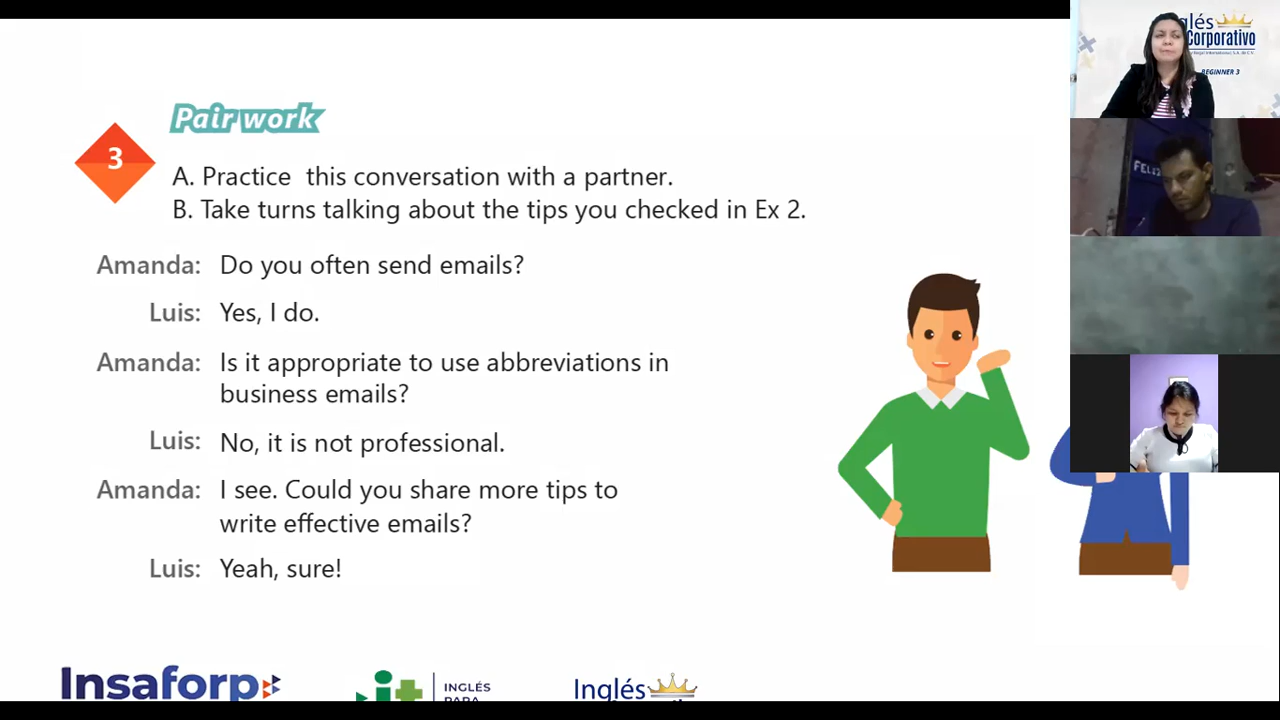 Pair work
3
A. Practice this conversation with a partner.
B. Take turns talking about the tips you checked in Ex 2.
Amanda: Do you often send emails?
Luis: Yes, I do.
Amanda: Is it appropriate to use abbreviations in
business emails?
Luis: No, it is not professional.
Amanda: I see. Could you share more tips to
write effective emails?
Luis: Yeah, sure!
Insaforp
INGLÉS
PARA
Inglés
glés
Corporativo
BEGINNER 3